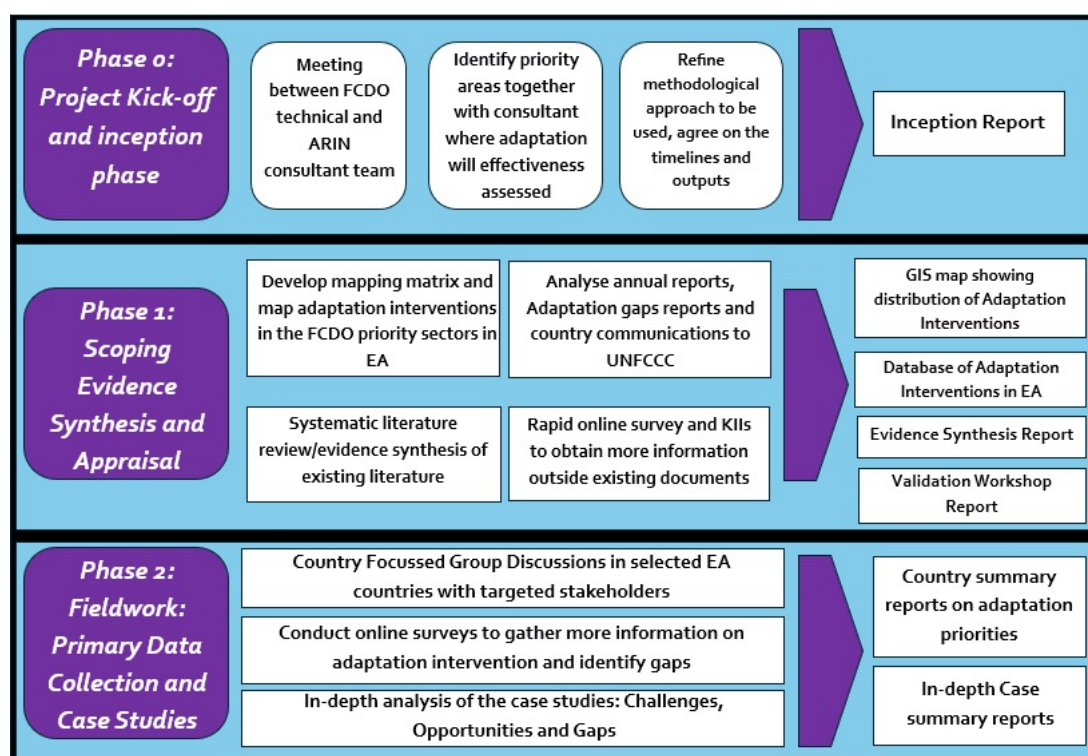 Phase 0:
Project Kick-off
and inception
phase
Meeting
between FCDO
technical and
ARIN
consultant team
Identify priority
areas together
with consultant
where adaptation
will effectiveness
assessed
Refine
methodological
approach to be
used, agree on the
timelines and
outputs
Inception Report
Phase 1:
Scoping
Evidence
Synthesis and
Appraisal
Develop mapping matrix and
map adaptation interventions
in the FCDO priority sectors in
EA
Analyse annual reports,
Adaptation gaps reports and
country communications to
UNFCCC
Systematic literature
review/evidence synthesis of
existing literature
Rapid online survey and KIIs
to obtain more information
outside existing documents
GIS map showing
distribution of Adaptation
Interventions
Database of Adaptation
Interventions in EA
Evidence Synthesis Report
Validation Workshop
Report
Phase 2:
Fieldwork:
Primary Data
Collection and
Case Studies
Country Focussed Group Discussions in selected EA
countries with targeted stakeholders
Conduct online surveys to gather more information on
adaptation intervention and identify gaps
In-depth analysis of the case studies: Challenges,
Opportunities and Gaps
Country summary
reports on adaptation
priorities
In-depth Case
summary reports